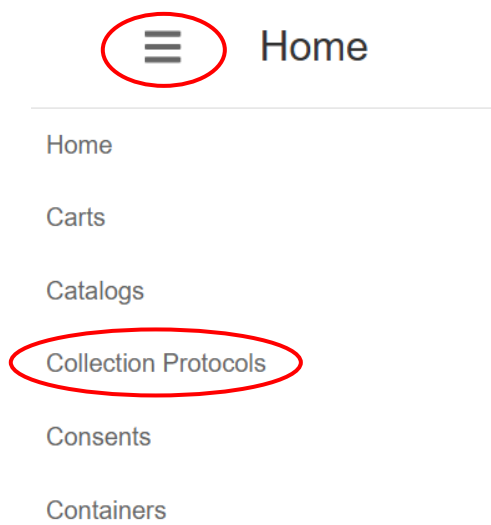 Home
Home
Carts
Catalogs
Collection Protocols
Consents
Containers